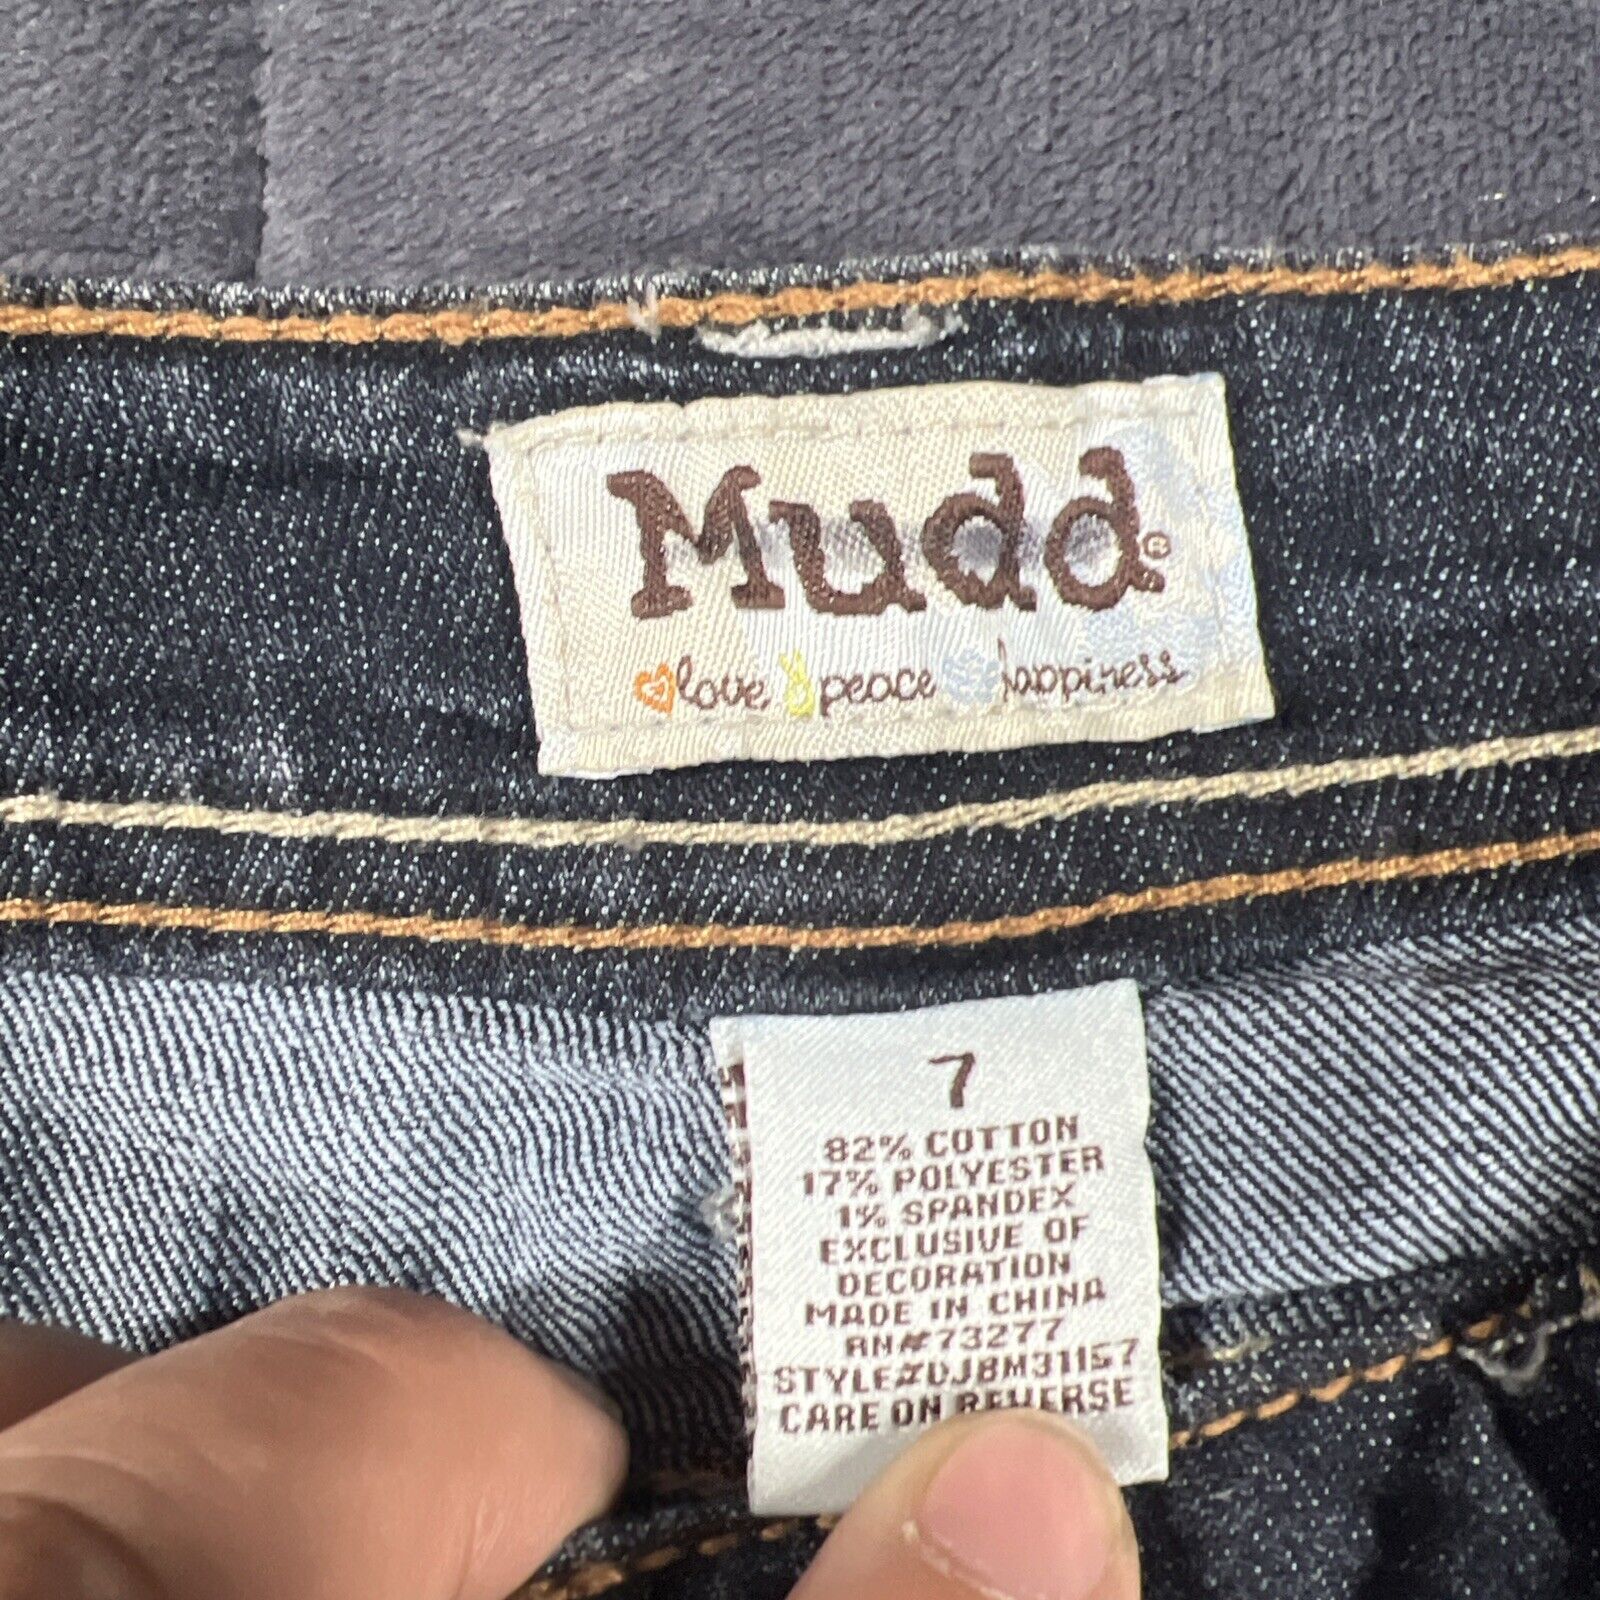 Mudd®
love, peace happiness
7
82% COTTON
17% POLYESTER
1% SPANDEX
EXCLUSIVE OF
DECORATION
MADE IN CHINA
RN#73277
STYLE#DJBM31157
CARE ON REVERSE